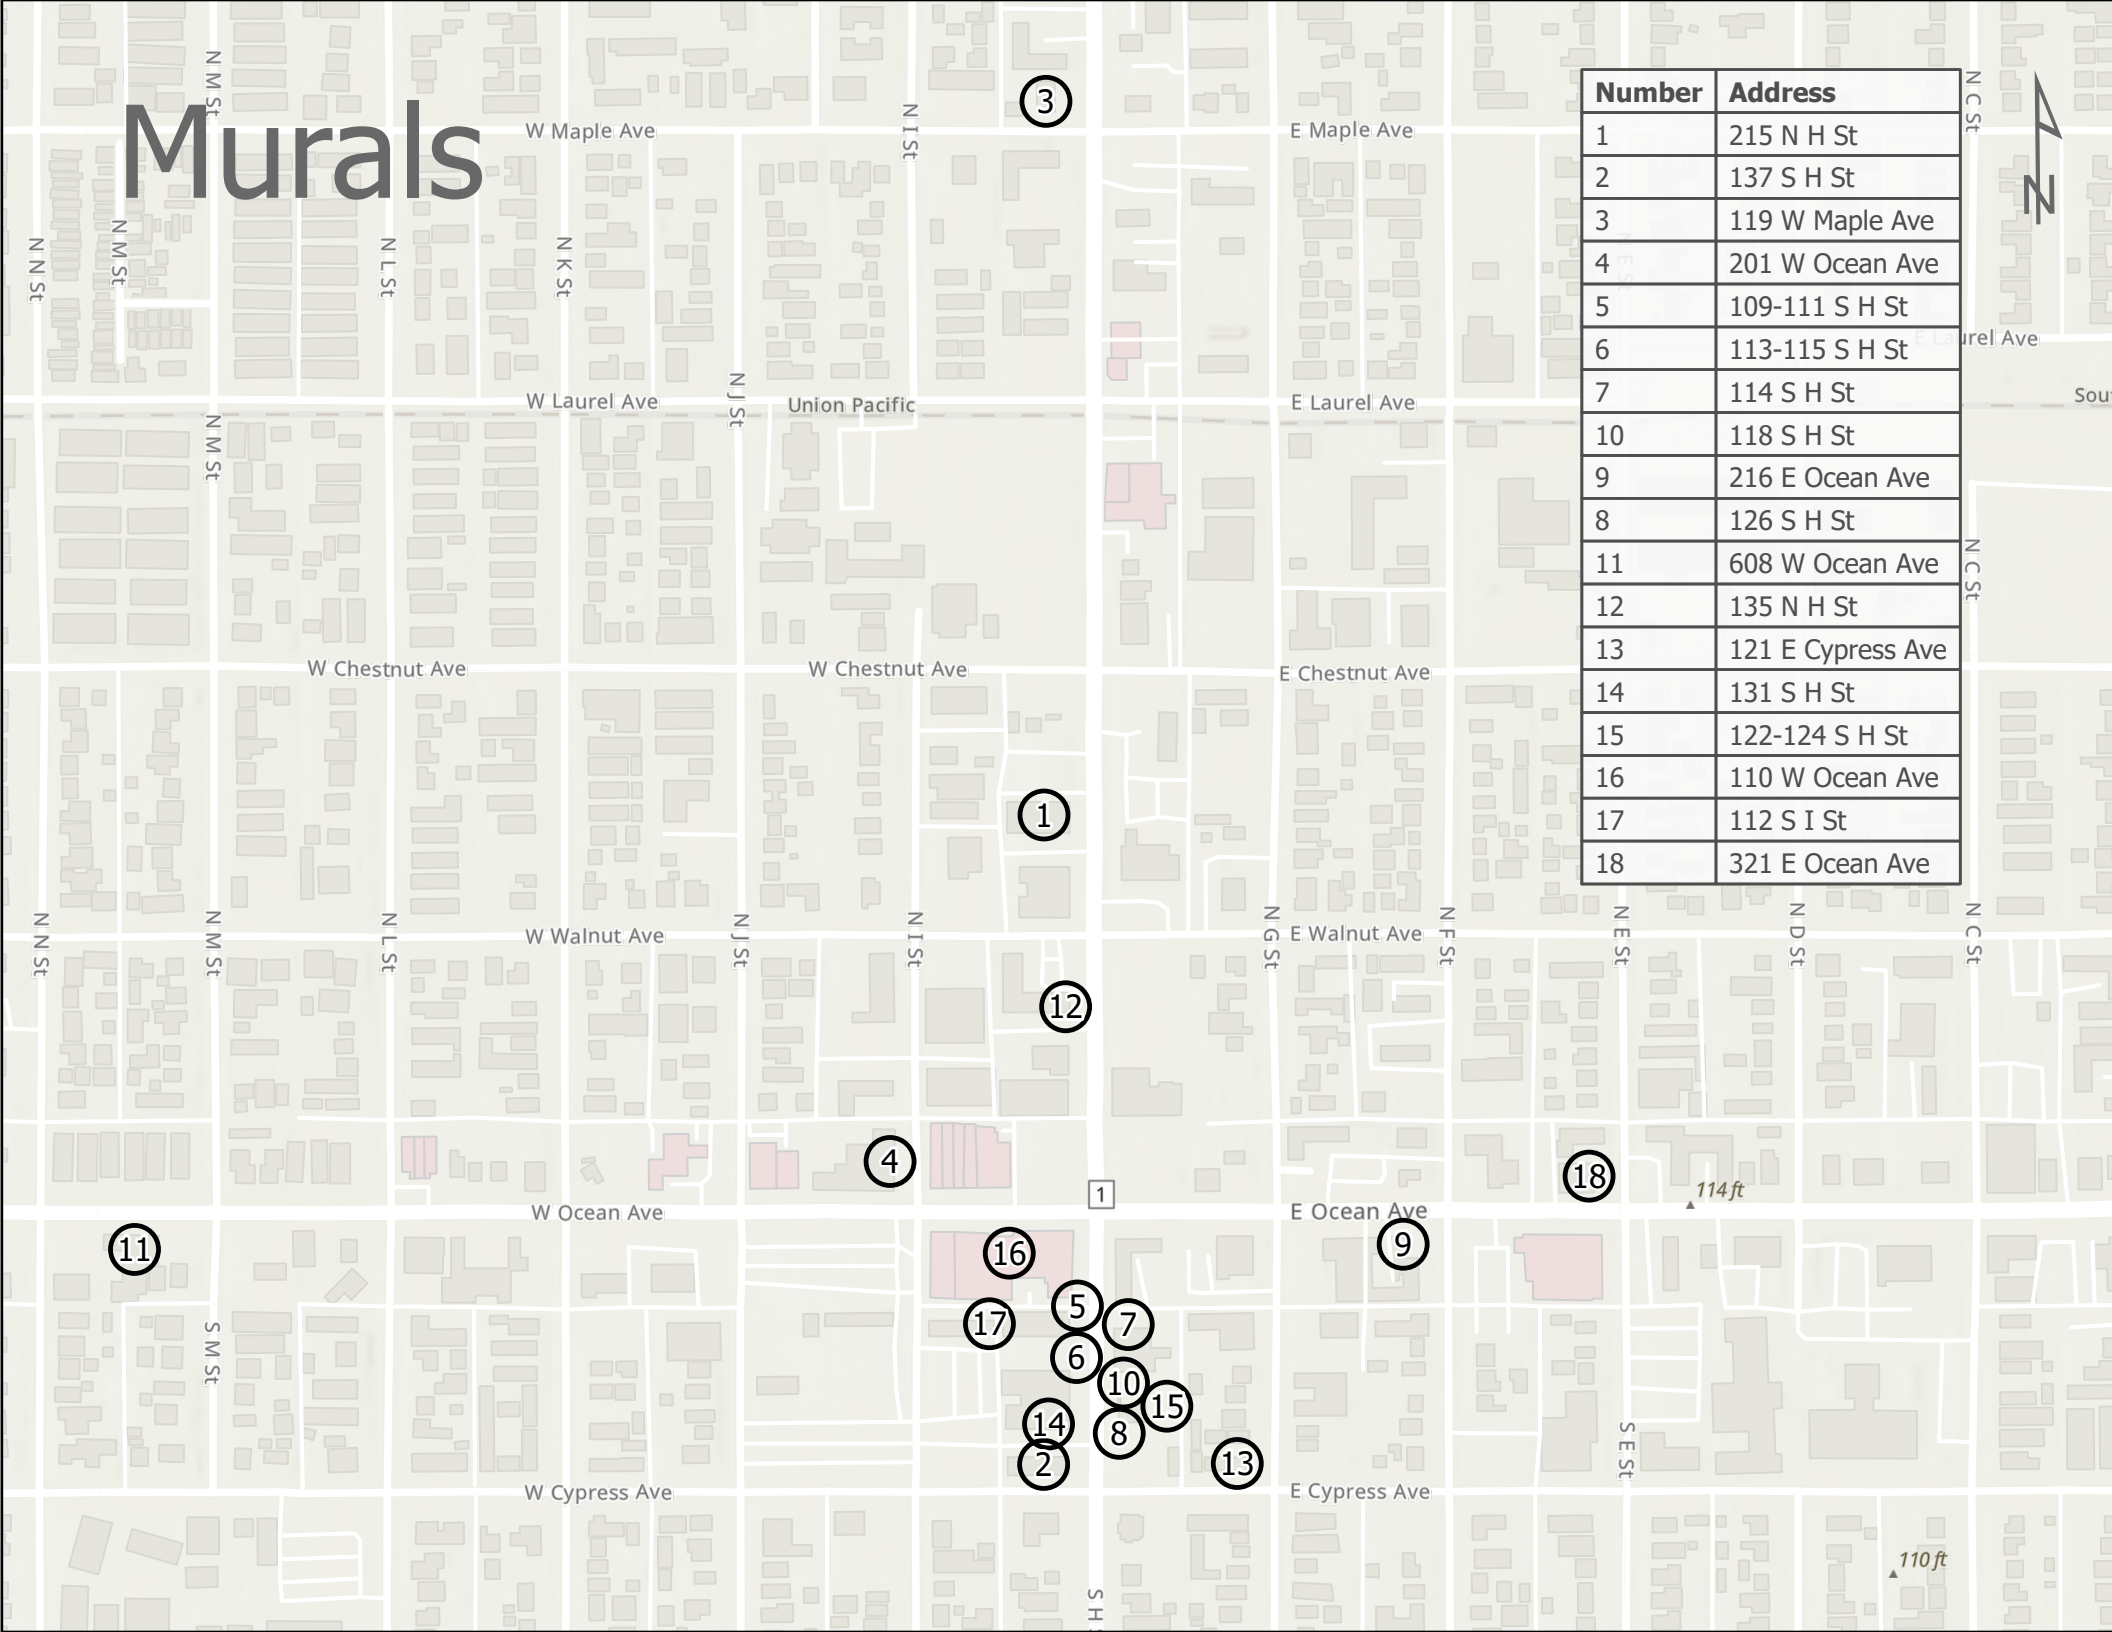 Murals
Number Address
1 215 N H St
2 137 S H St
3 119 W Maple Ave
4 201 W Ocean Ave
5 109-111 S H St
6 113-115 S H St
7 114 S H St
10 118 S H St
9 216 E Ocean Ave
8 126 S H St
11 608 W Ocean Ave
12 135 N H St
13 121 E Cypress Ave
14 131 S H St
15 122-124 S H St
16 110 W Ocean Ave
17 112 S I St
18 321 E Ocean Ave
N
N M St
N I St
N C St
3
W Maple Ave
E Maple Ave
N N St
N M St
N L St
N K St
N E St
E Laurel Ave
N J St
W Laurel Ave
Union Pacific
E Laurel Ave
N M St
N C St
W Chestnut Ave
W Chestnut Ave
E Chestnut Ave
1
N N St
N M St
N L St
N J St
N I St
N G St
N F St
N E St
N D St
N C St
W Walnut Ave
E Walnut Ave
12
4
18
1
114 ft
W Ocean Ave
E Ocean Ave
11
16
9
5
17
7
S M St
6
10
15
14
8
2
13
S E St
W Cypress Ave
E Cypress Ave
110 ft
S H